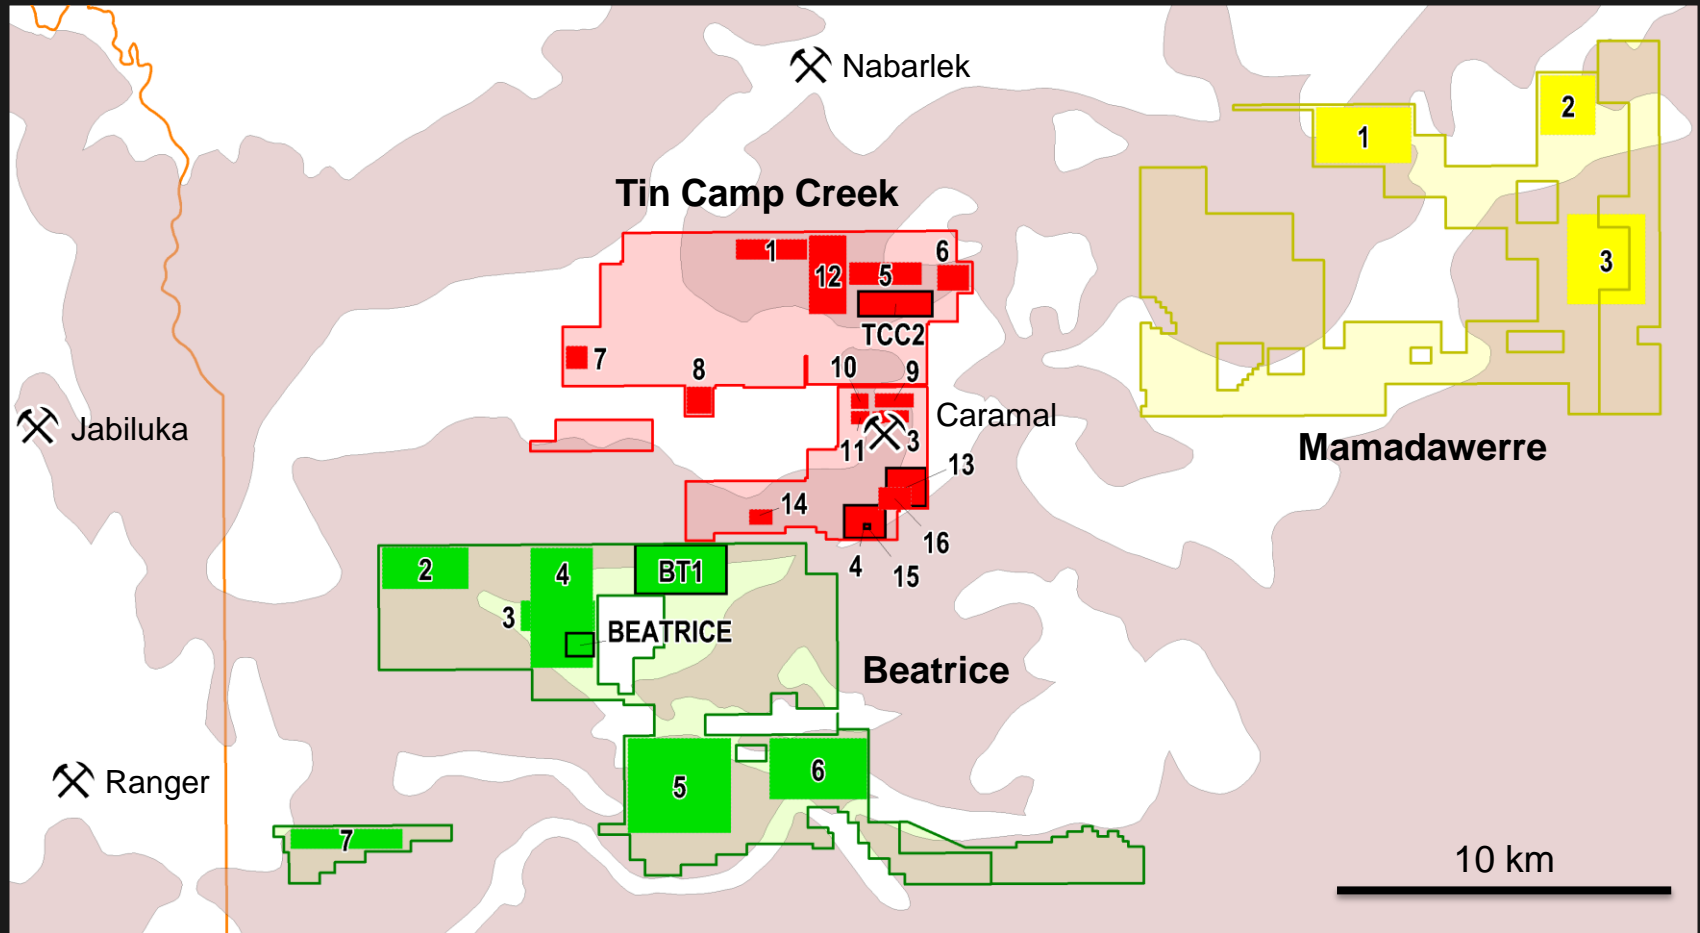 Nabarlek
Tin Camp Creek
1
12
5
6
TCC2
7
8
10
9
Caramal
11
3
13
14
16
4
15
Jabiluka
1
2
3
Mamadawerre
2
4
BT1
3
BEATRICE
Beatrice
5
6
Ranger
7
10 km